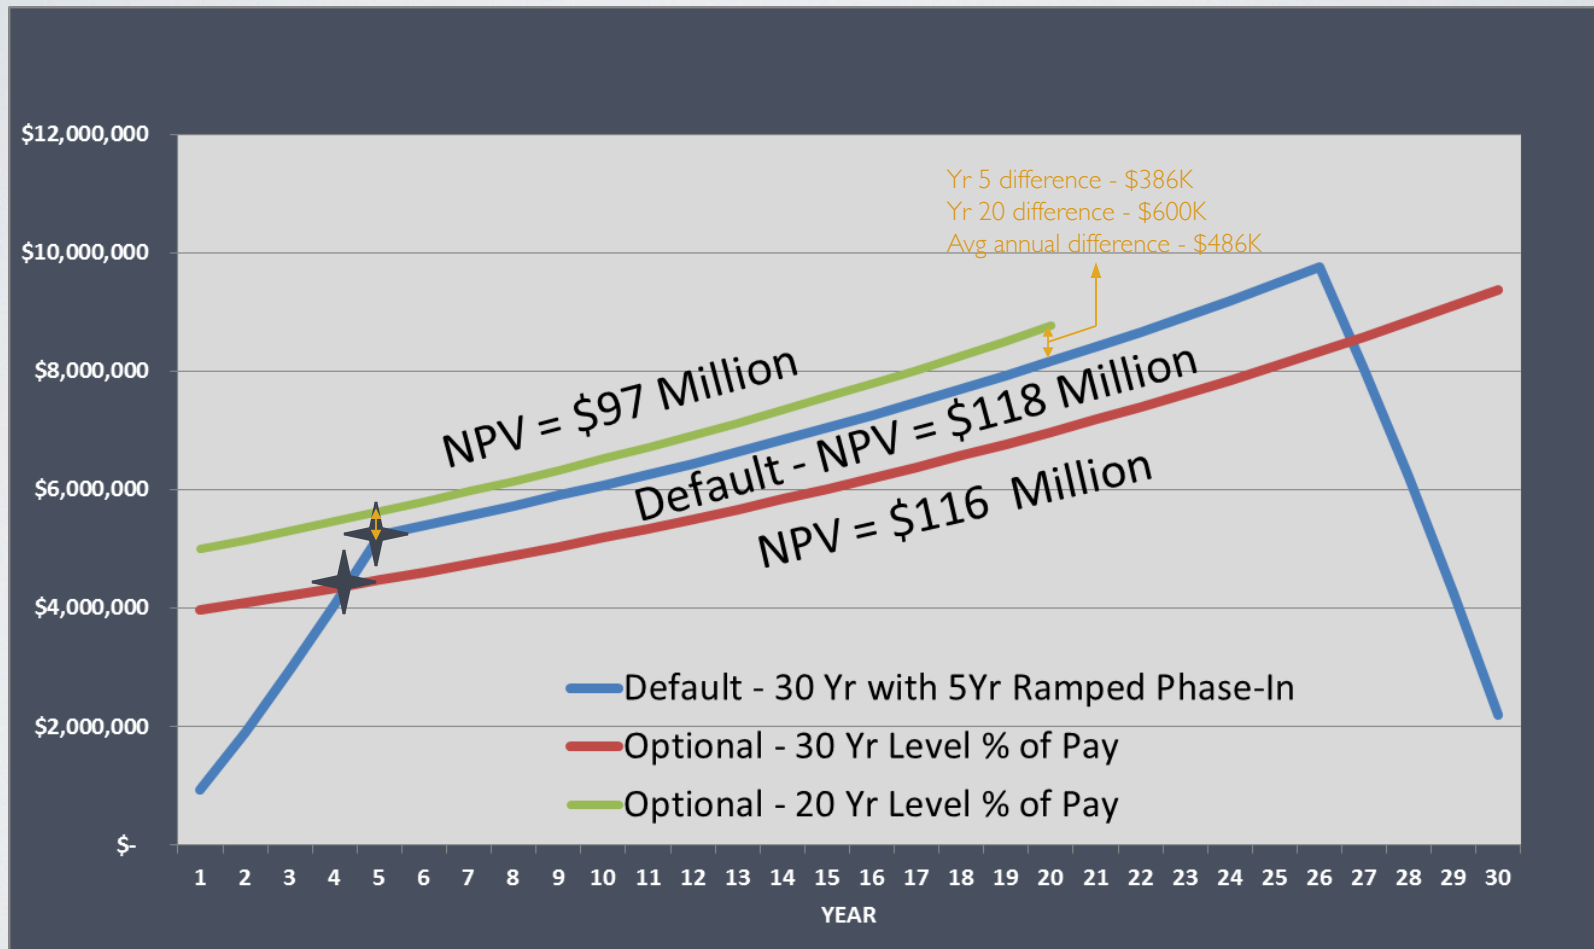 $12,000,000
$10,000,000
$8,000,000
$6,000,000
$4,000,000
$2,000,000
$-
Yr 5 difference - $386K
Yr 20 difference - $600K
Avg annual difference - $486K
NPV = $97 Million
Default - NPV = $118 Million
NPV = $116 Million
Default - 30 Yr with 5Yr Ramped Phase-In
Optional - 30 Yr Level % of Pay
Optional - 20 Yr Level % of Pay
1 2 3 4 5 6 7 8 9 10 11 12 13 14 15 16 17 18 19 20 21 22 23 24 25 26 27 28 29 30
YEAR